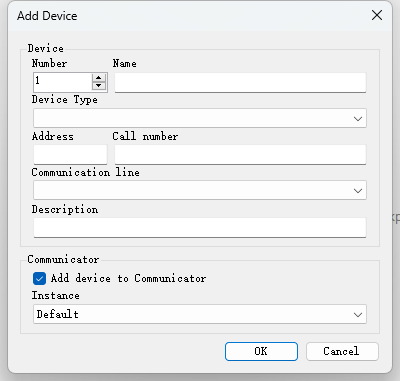 Add Device
Device
Number Name
1
Device Type
Address Call number
Communication line
Description
Communicator
Add device to Communicator
Instance
Default
OK Cancel